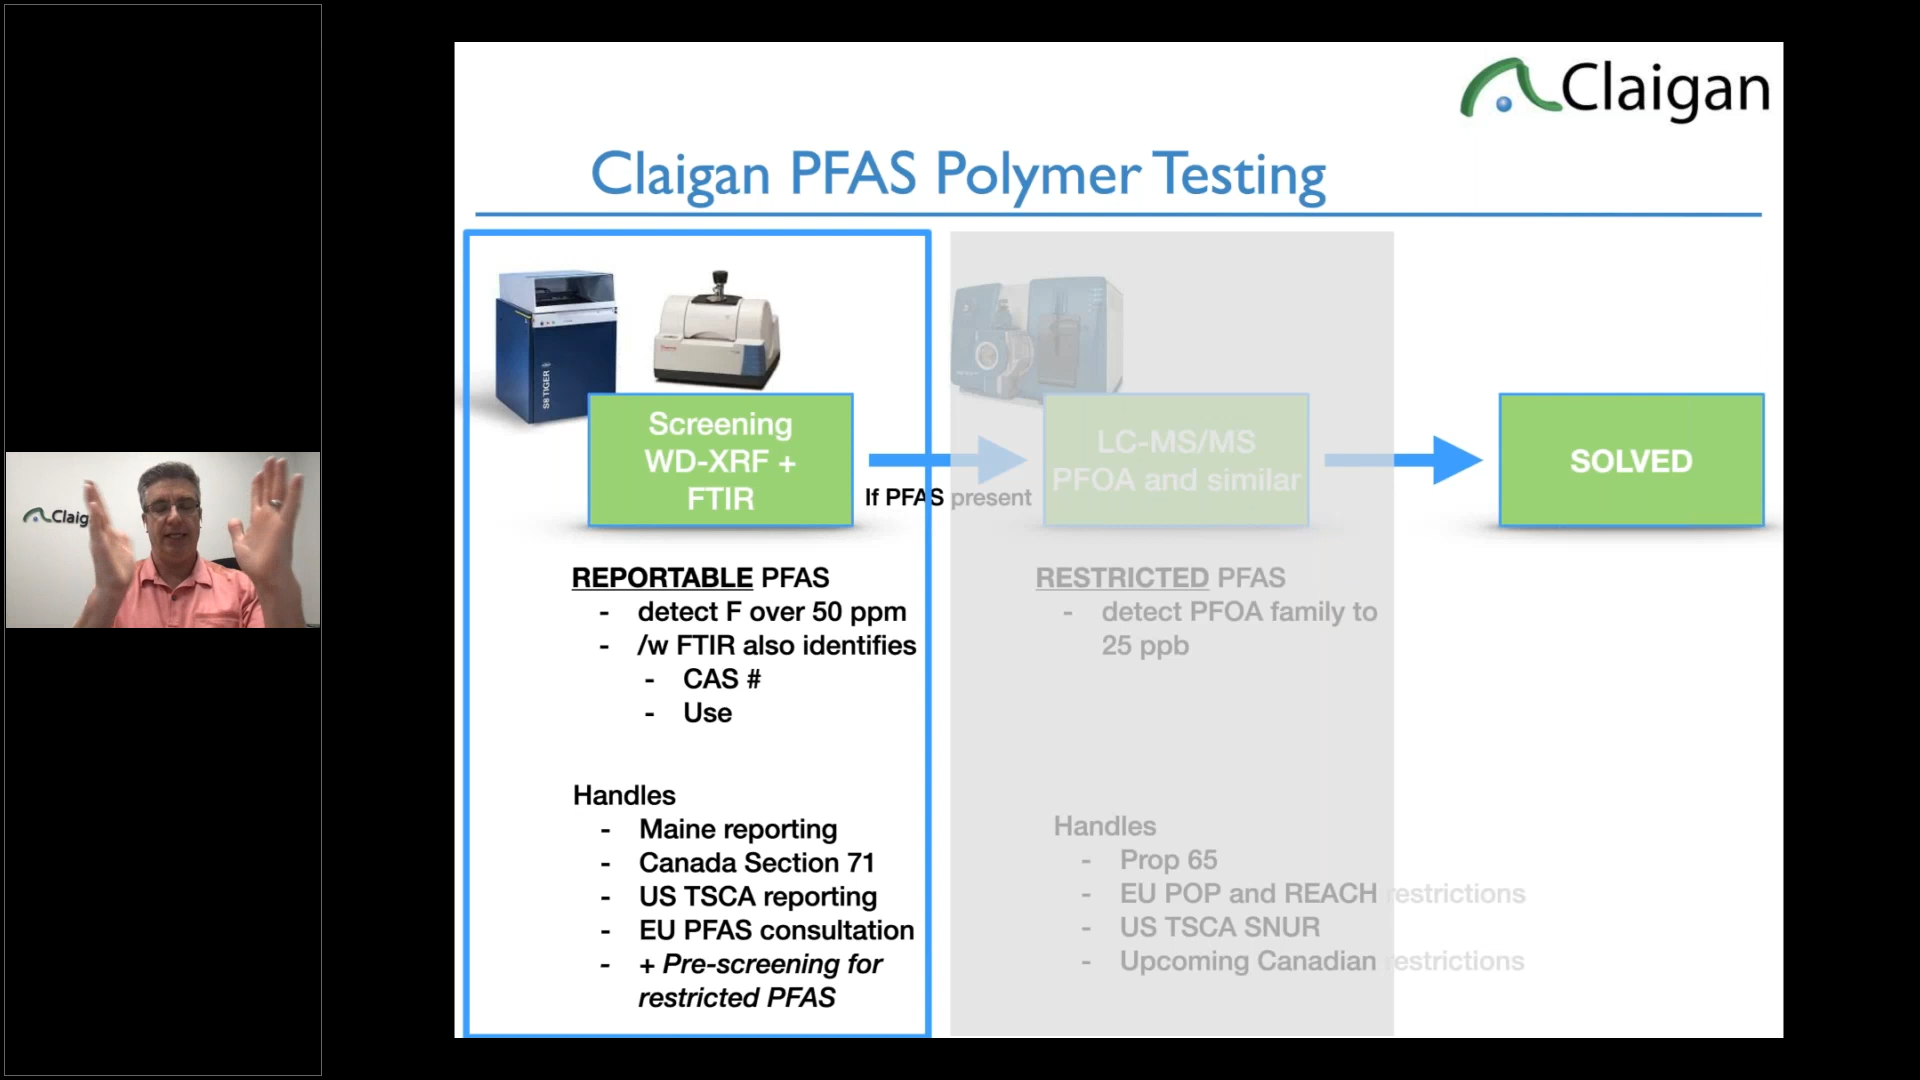 Claigan
Claigan PFAS Polymer Testing
S8 TIGER
Screening
WD-XRF +
FTIR
If PFAS present
LC-MS/MS
PFOA and similar
SOLVED
REPORTABLE PFAS
- detect F over 50 ppm
- /w FTIR also identifies
- CAS #
- Use
Handles
- Maine reporting
- Canada Section 71
- US TSCA reporting
- EU PFAS consultation
- + Pre-screening for
restricted PFAS
RESTRICTED PFAS
- detect PFOA family to
25 ppb
Handles
- Prop 65
- EU POP and REACH restrictions
- US TSCA SNUR
- Upcoming Canadian restrictions
Claig